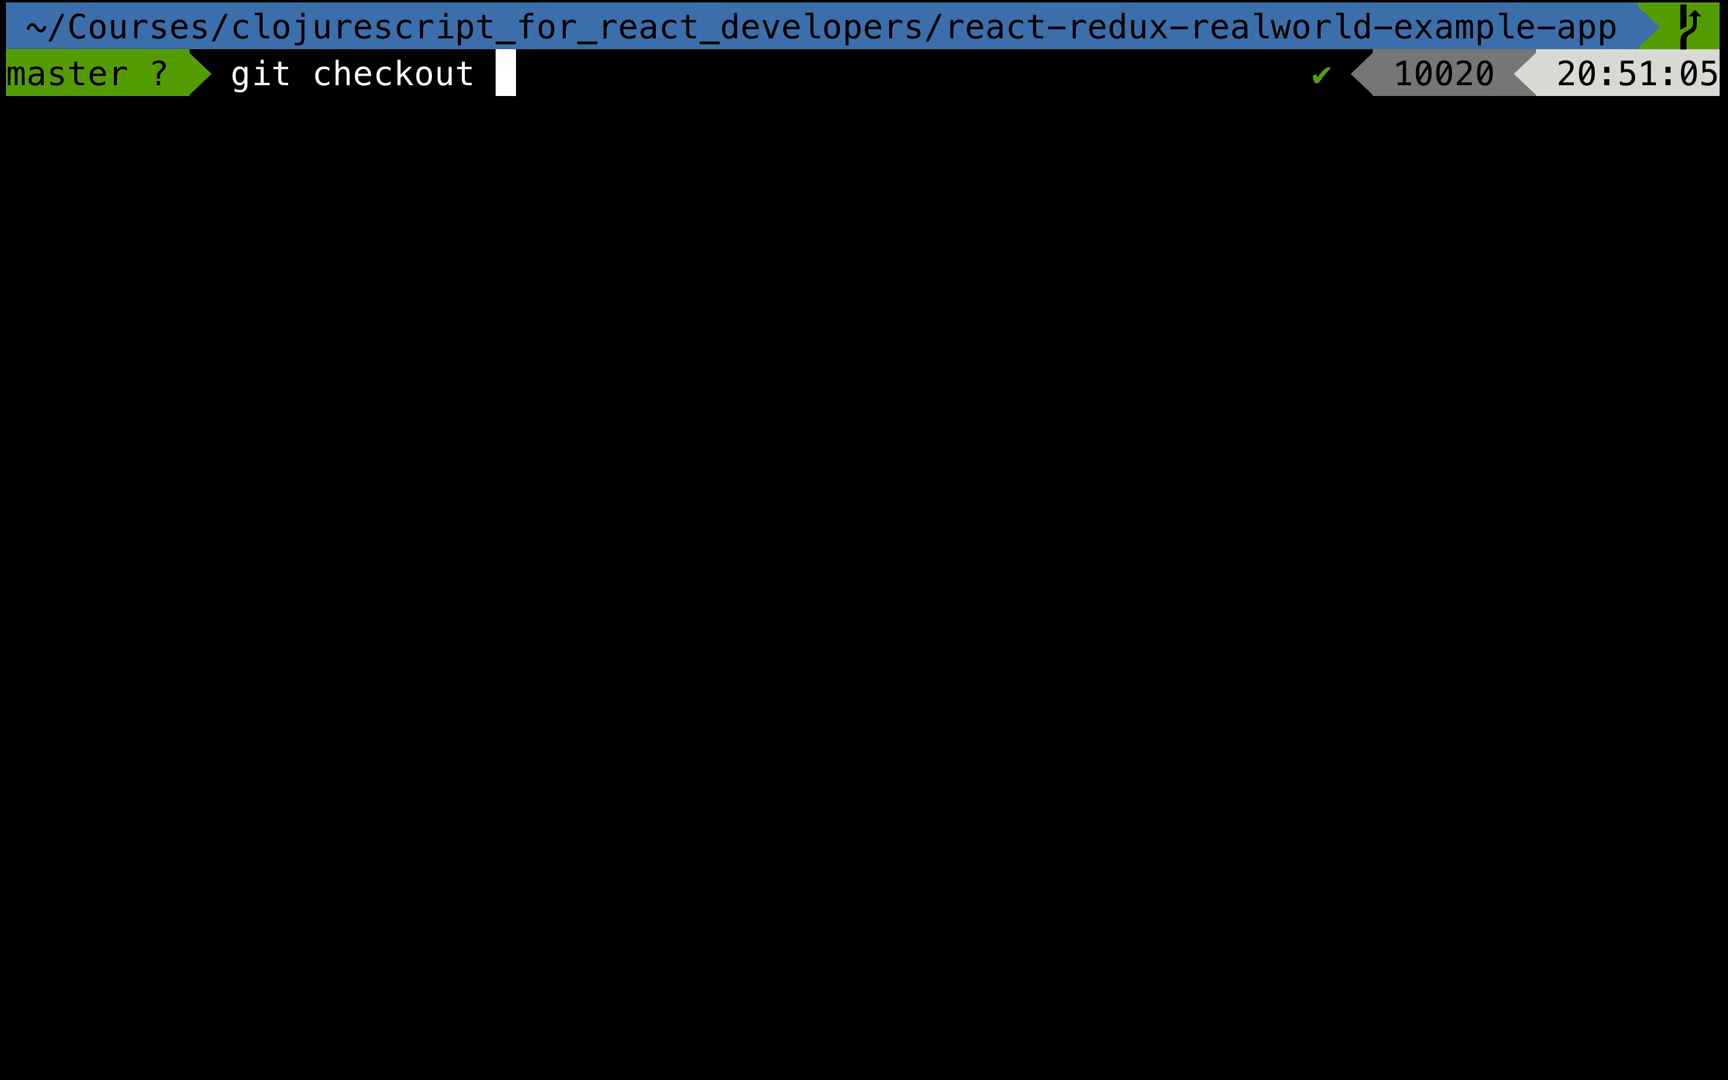 ~/Courses/clojurescript_for_react_developers/react-redux-realworld-example-app
master ? git checkout ✔ 10020 20:51:05